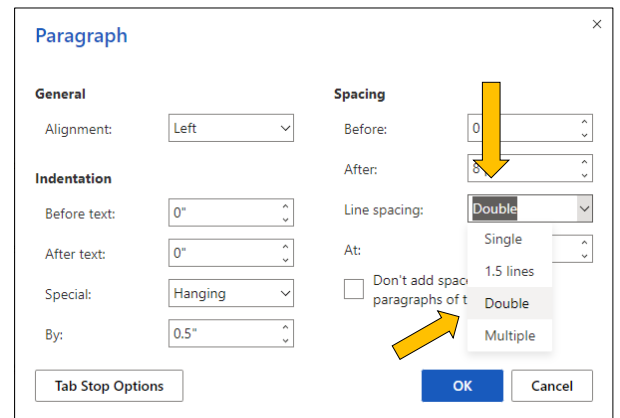 Paragraph
General
Alignment: Left
Indentation
Before text: 0"
After text: 0"
Special: Hanging
By: 0.5"
Tab Stop Options
Spacing
Before: 0
After: 8
Line spacing: Double
Single
1.5 lines
Double
Multiple
At:
Don't add
paragraphs of
OK Cancel